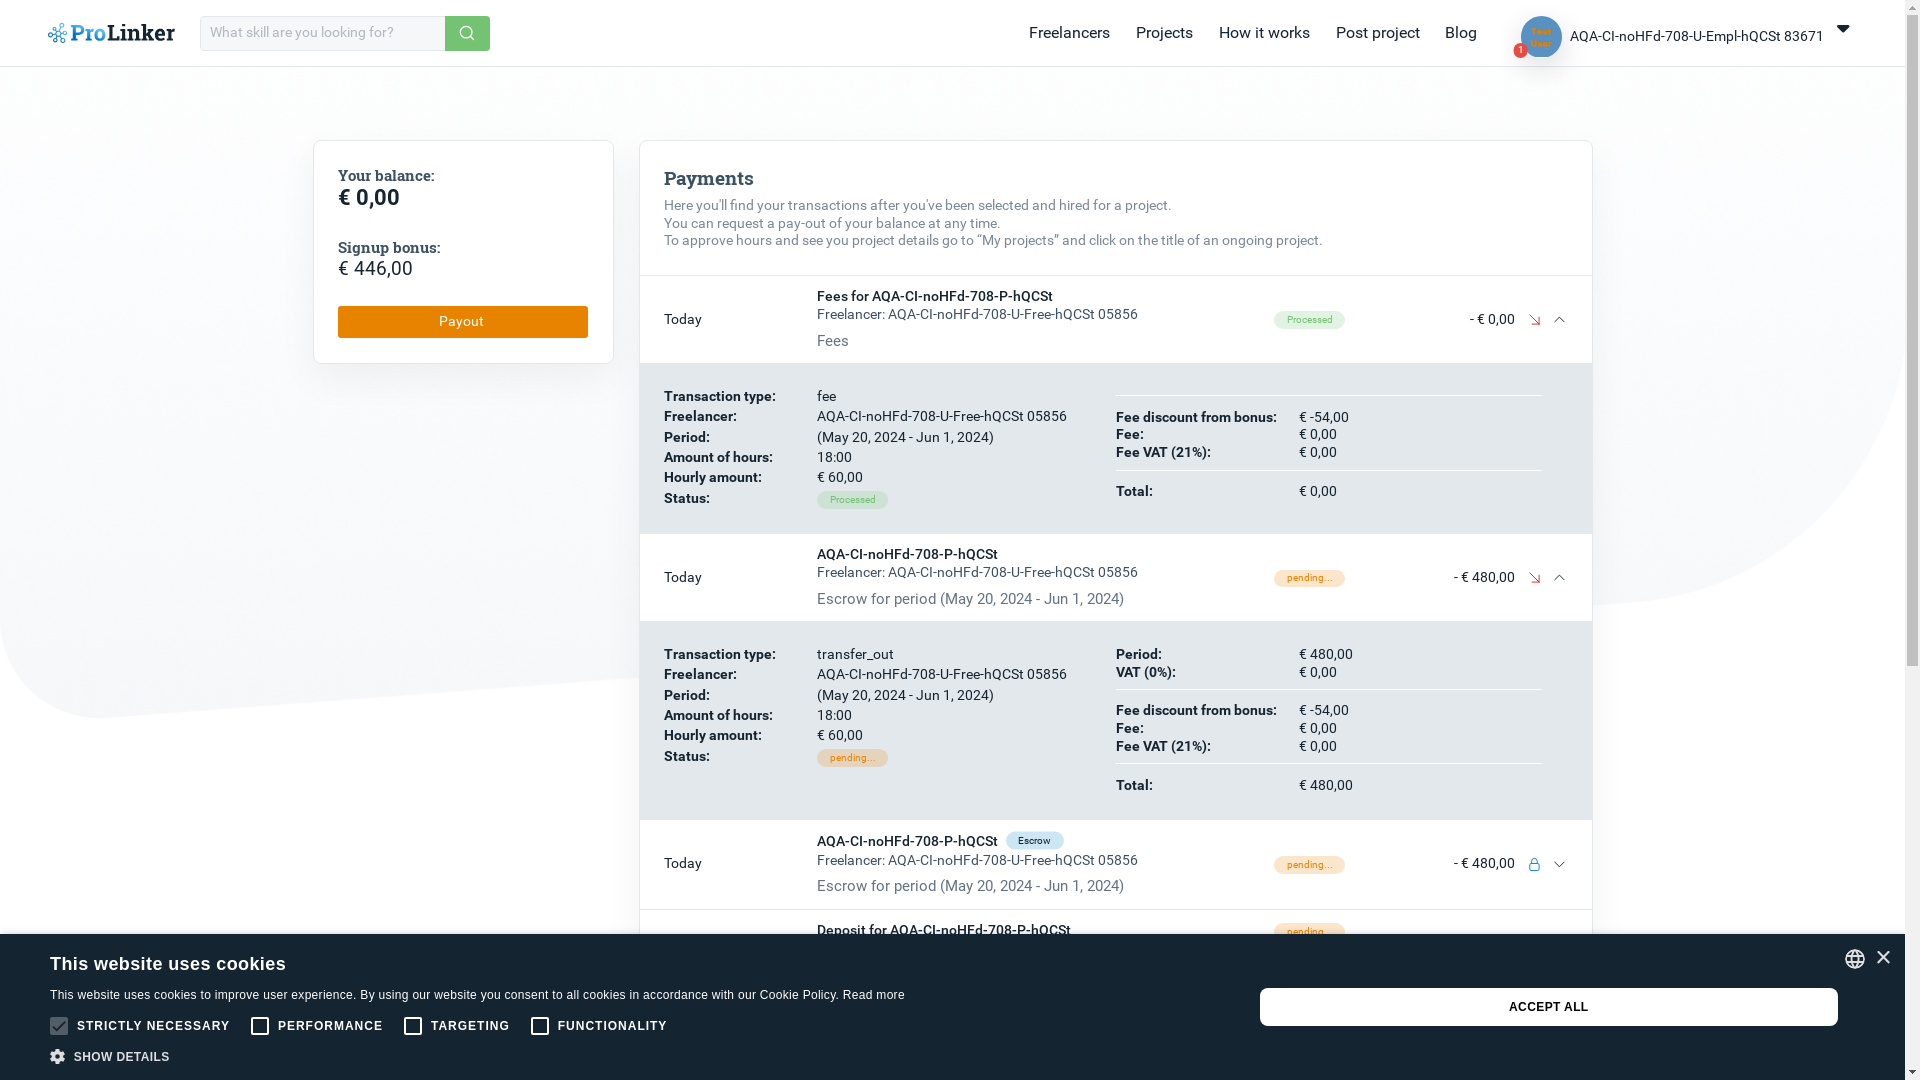 ProLinker
What skill are you looking for?
Freelancers Projects How it works Post project Blog
1
AQA-CI-noHFd-708-U-Empl-hQCSt 83671
Your balance:
€ 0,00
Signup bonus:
€ 446,00
Payout
Payments
Here you'll find your transactions after you've been selected and hired for a project.
You can request a pay-out of your balance at any time.
To approve hours and see you project details go to “My projects” and click on the title of an ongoing project.
Today
Fees for AQA-CI-noHFd-708-P-hQCSt
Freelancer: AQA-CI-noHFd-708-U-Free-hQCSt 05856
Fees
Processed
- € 0,00
Transaction type: fee
Freelancer: AQA-CI-noHFd-708-U-Free-hQCSt 05856
Period: (May 20, 2024 - Jun 1, 2024)
Amount of hours: 18:00
Hourly amount: € 60,00
Status: Processed
Fee discount from bonus: € -54,00
Fee: € 0,00
Fee VAT (21%): € 0,00
Total: € 0,00
Today
AQA-CI-noHFd-708-P-hQCSt
Freelancer: AQA-CI-noHFd-708-U-Free-hQCSt 05856
Escrow for period (May 20, 2024 - Jun 1, 2024)
pending...
- € 480,00
Transaction type: transfer_out
Freelancer: AQA-CI-noHFd-708-U-Free-hQCSt 05856
Period: (May 20, 2024 - Jun 1, 2024)
Amount of hours: 18:00
Hourly amount: € 60,00
Status: pending...
Period: € 480,00
VAT (0%): € 0,00
Fee discount from bonus: € -54,00
Fee: € 0,00
Fee VAT (21%): € 0,00
Total: € 480,00
Today
AQA-CI-noHFd-708-P-hQCSt Escrow
Freelancer: AQA-CI-noHFd-708-U-Free-hQCSt 05856
Escrow for period (May 20, 2024 - Jun 1, 2024)
pending...
- € 480,00
Deposit for AQA-CI-noHFd-708-P-hQCSt
pending...
This website uses cookies
This website uses cookies to improve user experience. By using our website you consent to all cookies in accordance with our Cookie Policy. Read more
STRICTLY NECESSARY PERFORMANCE TARGETING FUNCTIONALITY
SHOW DETAILS
ACCEPT ALL